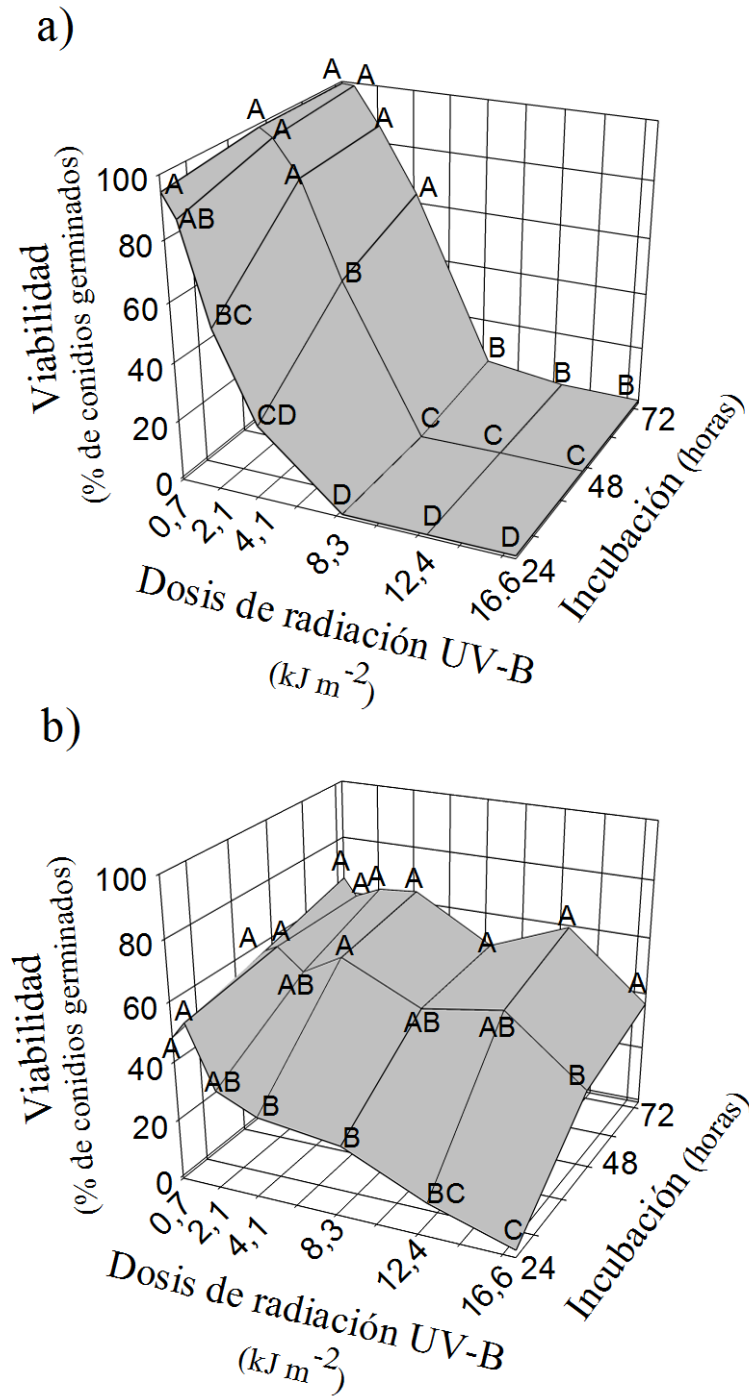 a)
A A
A
A
A
A
A
A
AB
B
BC
B
B
B
CD
C
C
C
D
D
D
100
80
60
40
20
0
Viabilidad
(% de conidios germinados)
0,7
2,1
4,1
8,3
12,4
16.6
Dosis de radiación UV-B
(kJ m-2)
24
48
72
Incubación (horas)
b)
A
A A A
A
A A
A
A
A
A
AB
AB
AB
A
AB
B
B
B
BC
C
100
80
60
40
20
0
Viabilidad
(% de conidios germinados)
0,7
2,1
4,1
8,3
12,4
16,6
Dosis de radiación UV-B
(kJ m-2)
24
48
72
Incubación (horas)